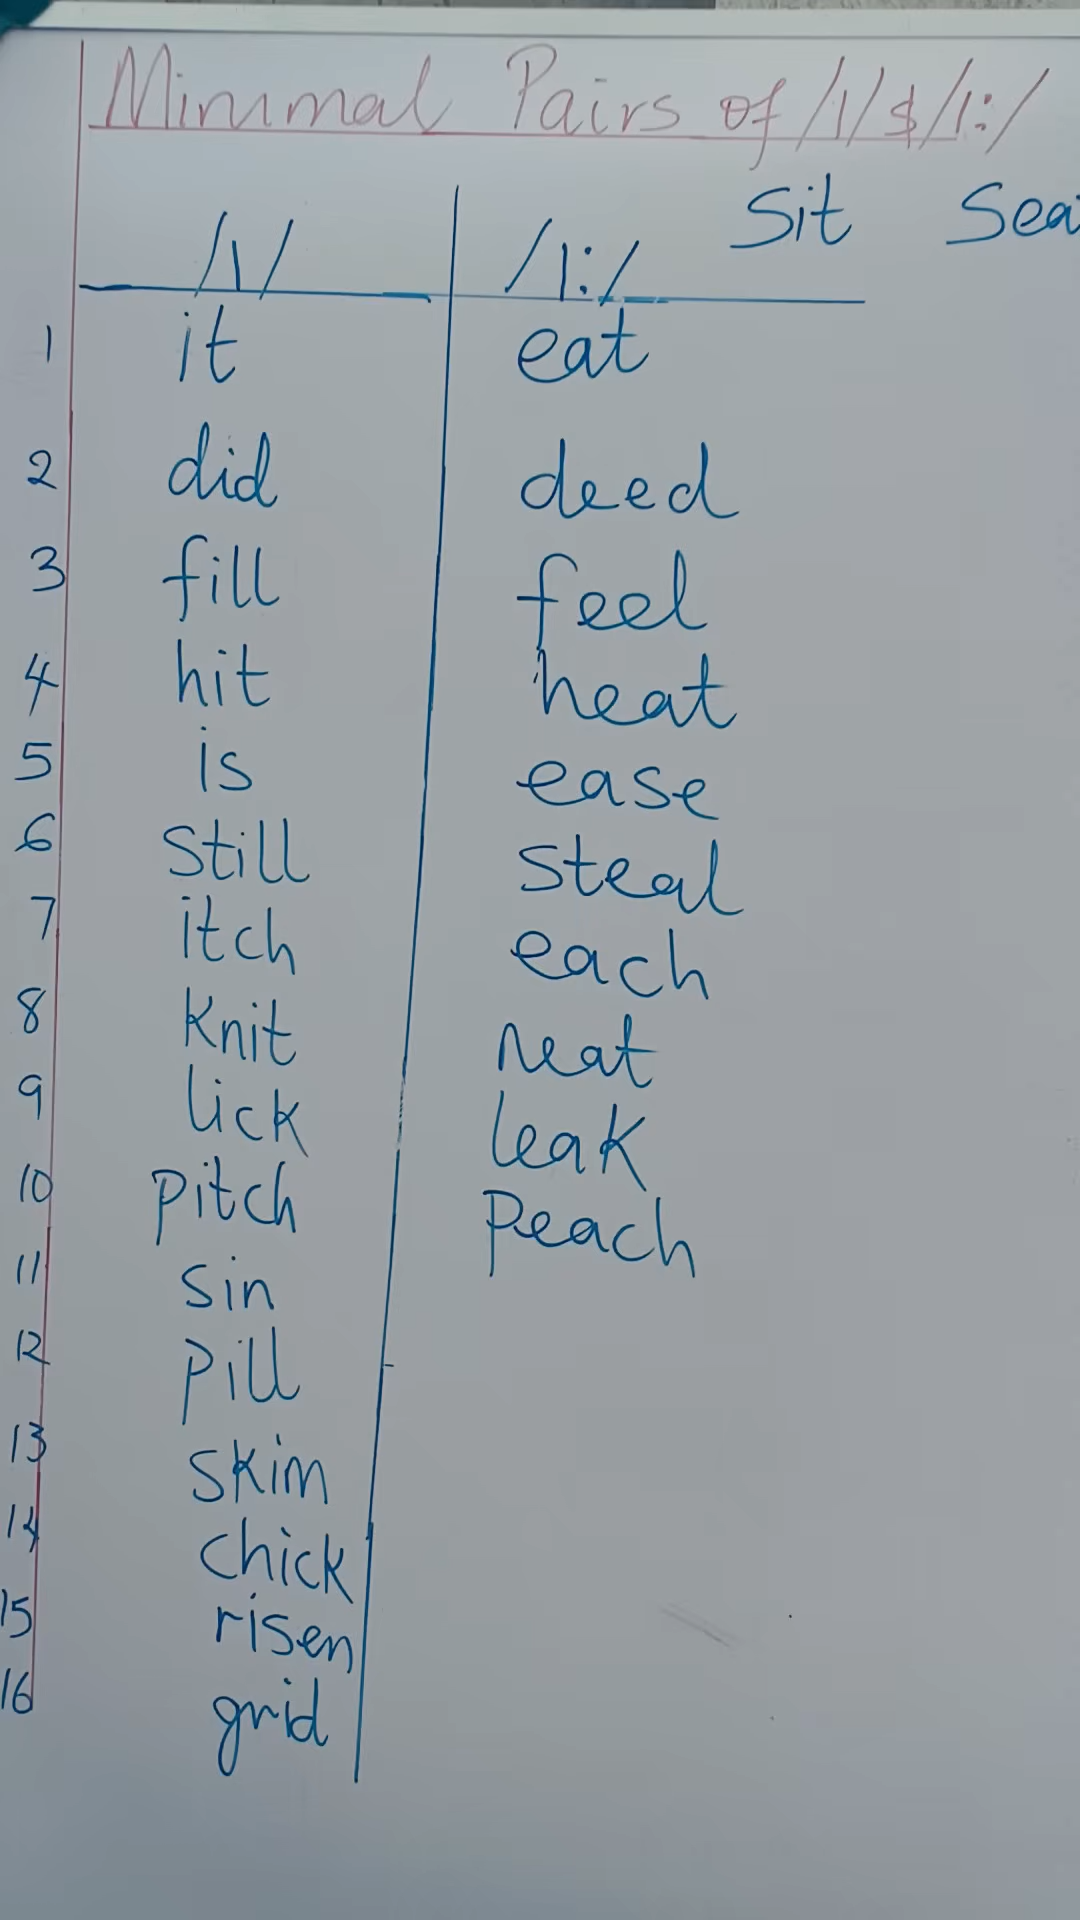 Minimal Pairs of /ɪ/ & /ɪ:/
Sit Sea
/ɪ/ /ɪ:/
1 it eat
2 did deed
3 fill feel
4 hit heat
5 is ease
6 Still steal
7 itch each
8 Knit neat
9 lick leak
10 Pitch Peach
11 sin
12 Pill
13 skim
14 chick
15 risen
16 grid